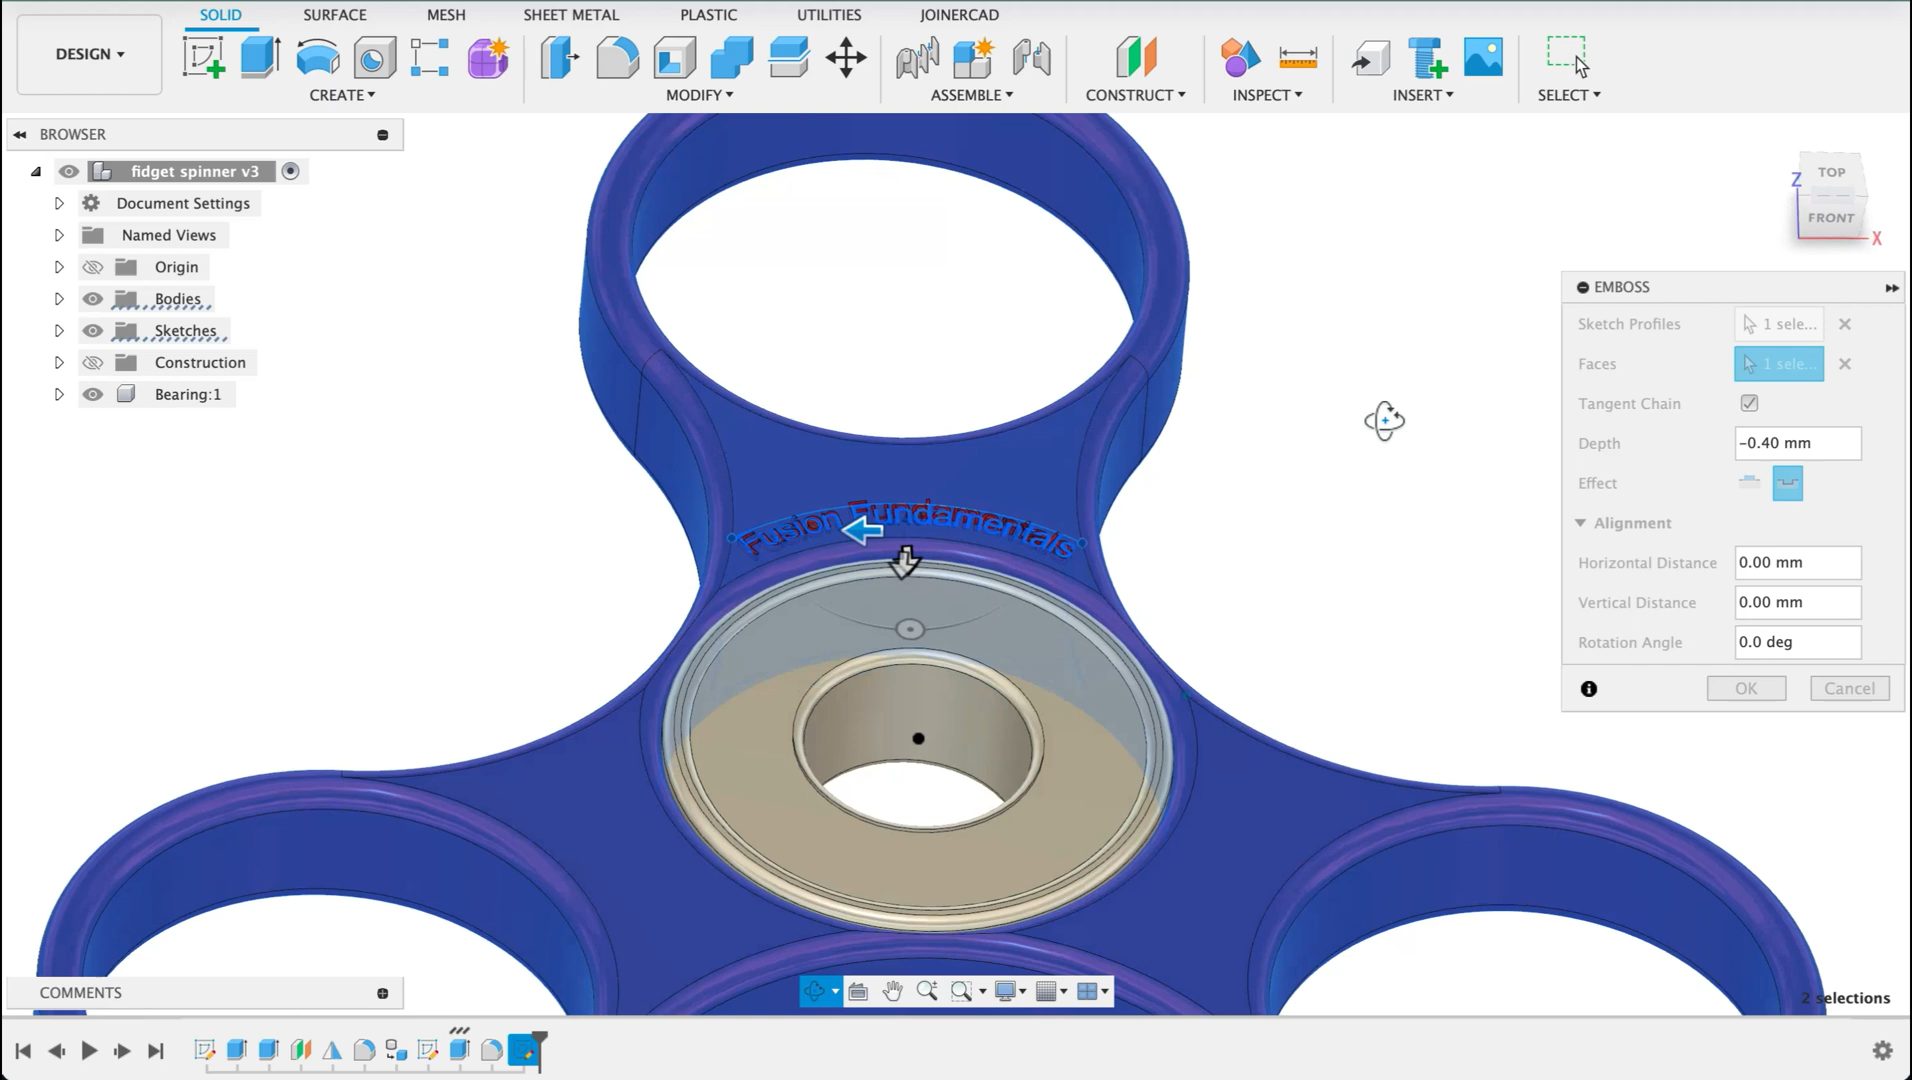 SOLID
SURFACE
MESH
SHEET METAL
PLASTIC
UTILITIES
JOINERCAD
DESIGN
CREATE
MODIFY
ASSEMBLE
CONSTRUCT
INSPECT
INSERT
SELECT
BROWSER
fidget spinner v3
Document Settings
Named Views
Origin
Bodies
Sketches
Construction
Bearing:1
TOP
Z
FRONT
X
EMBOSS
Sketch Profiles
1 sele...
Faces
1 sele...
Tangent Chain
Depth
-0.40 mm
Effect
Alignment
Horizontal Distance
0.00 mm
Vertical Distance
0.00 mm
Rotation Angle
0.0 deg
OK
Cancel
Fusion Fundamentals
COMMENTS
2 selections